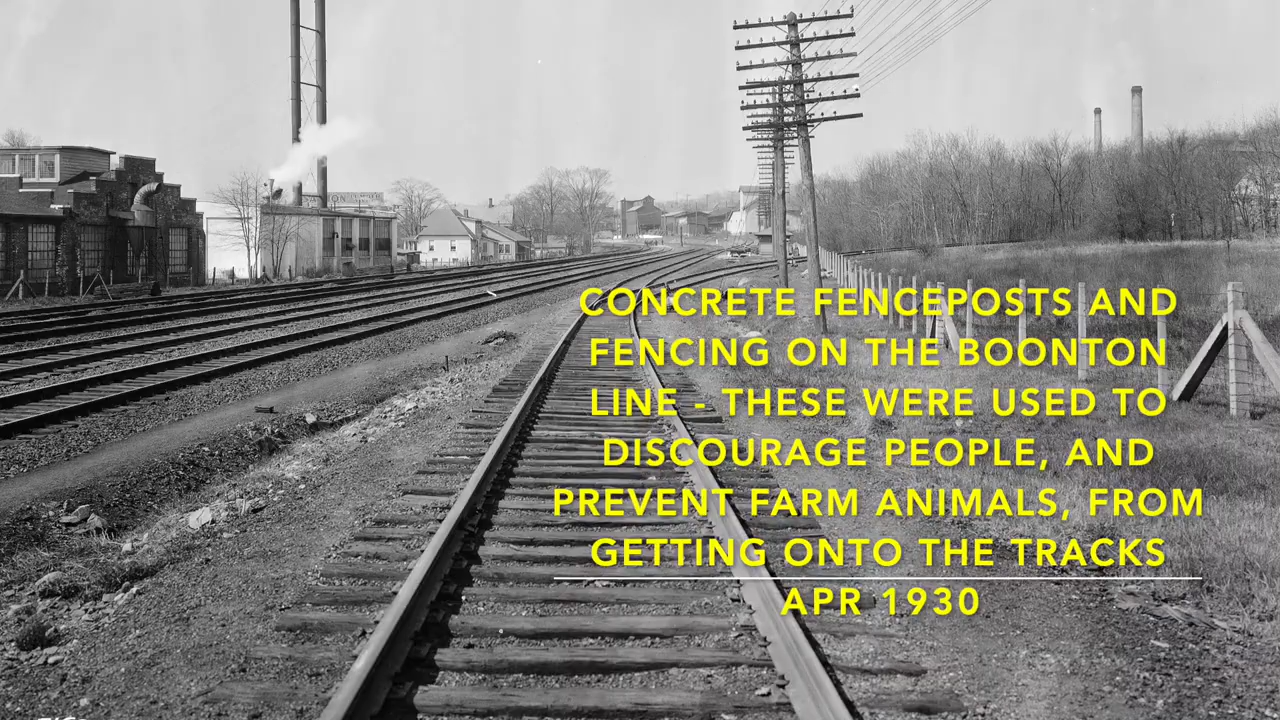 CONCRETE FENCEPOSTS AND
FENCING ON THE BOONTON
LINE - THESE WERE USED TO
DISCOURAGE PEOPLE, AND
PREVENT FARM ANIMALS, FROM
GETTING ONTO THE TRACKS
APR 1930